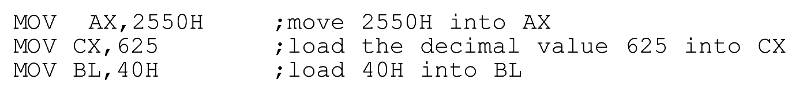 MOV  AX,2550H     ;move 2550H into AX
MOV CX,625        ;load the decimal value 625 into CX
MOV BL,40H        ;load 40H into BL